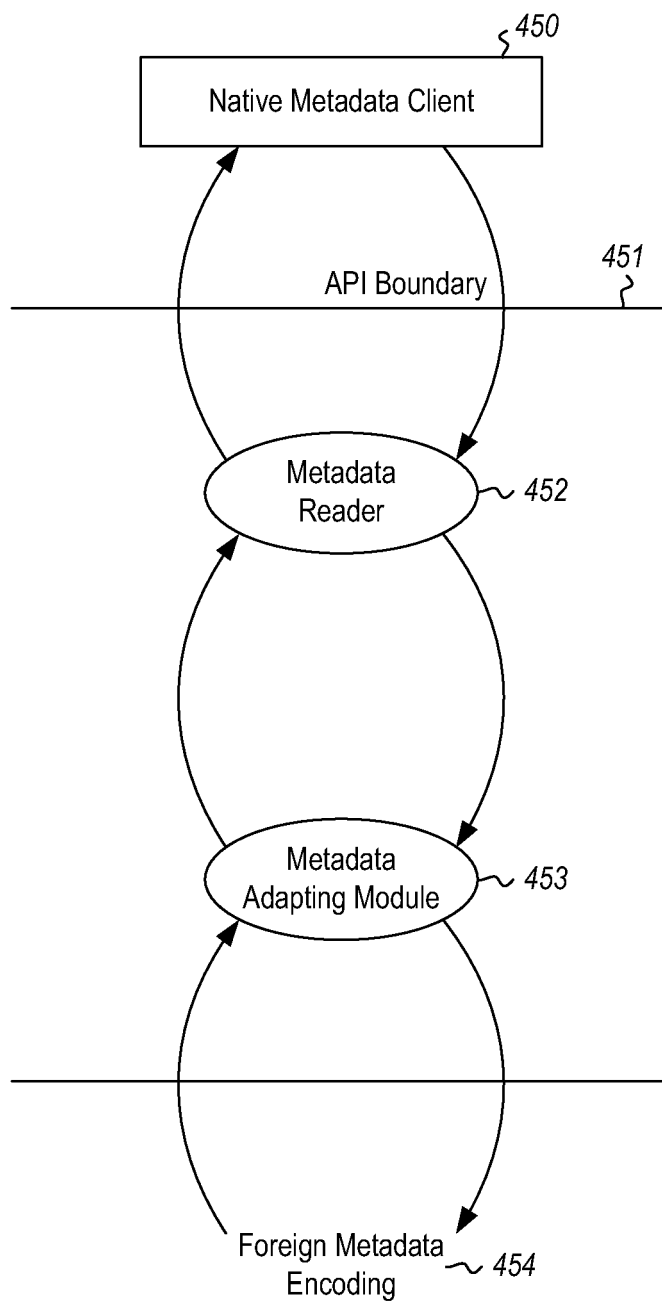 450
Native Metadata Client
API Boundary
451
Metadata
Reader
452
Metadata
Adapting Module
453
Foreign Metadata
Encoding
454